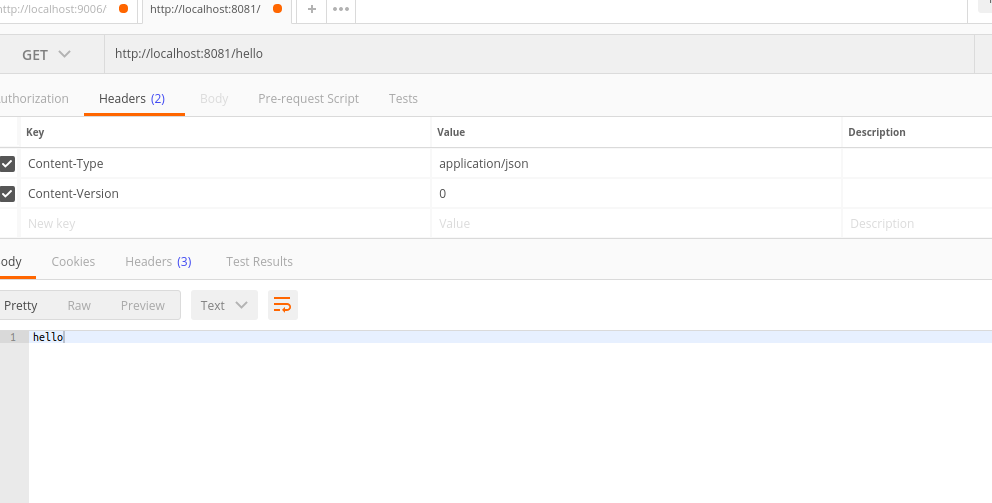 http://localhost:9006/ http://localhost:8081/
GET http://localhost:8081/hello
uthorization Headers (2) Body Pre-request Script Tests
Key Value Description
Content-Type application/json
Content-Version 0
New key Value Description
ody Cookies Headers (3) Test Results
Pretty Raw Preview Text
1 hello